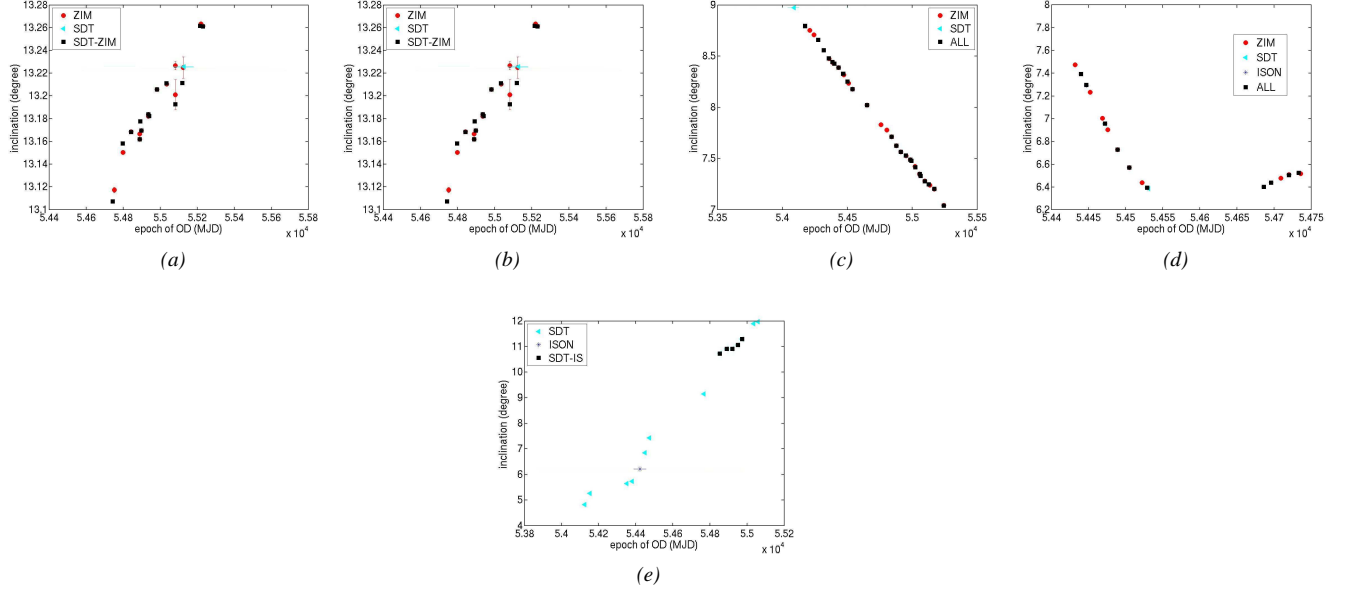 13.28
13.26
13.24
13.22
13.2
13.18
13.16
13.14
13.12
13.1
inclination (degree)
ZIM
SDT
SDT-ZIM
5.44 5.46 5.48 5.5 5.52 5.54 5.56 5.58
epoch of OD (MJD)
x 10⁴
(a)
13.28
13.26
13.24
13.22
13.2
13.18
13.16
13.14
13.12
13.1
inclination (degree)
ZIM
SDT
SDT-ZIM
5.44 5.46 5.48 5.5 5.52 5.54 5.56 5.58
epoch of OD (MJD)
x 10⁴
(b)
9
8.5
8
7.5
7
inclination (degree)
ZIM
SDT
ALL
5.35 5.4 5.45 5.5 5.55
epoch of OD (MJD)
x 10⁴
(c)
8
7.8
7.6
7.4
7.2
7
6.8
6.6
6.4
6.2
inclination (degree)
ZIM
SDT
ISON
ALL
5.44 5.445 5.45 5.455 5.46 5.465 5.47 5.475
epoch of OD (MJD)
x 10⁴
(d)
12
11
10
9
8
7
6
5
4
inclination (degree)
SDT
ISON
SDT-IS
5.38 5.4 5.42 5.44 5.46 5.48 5.5 5.52
epoch of OD (MJD)
x 10⁴
(e)